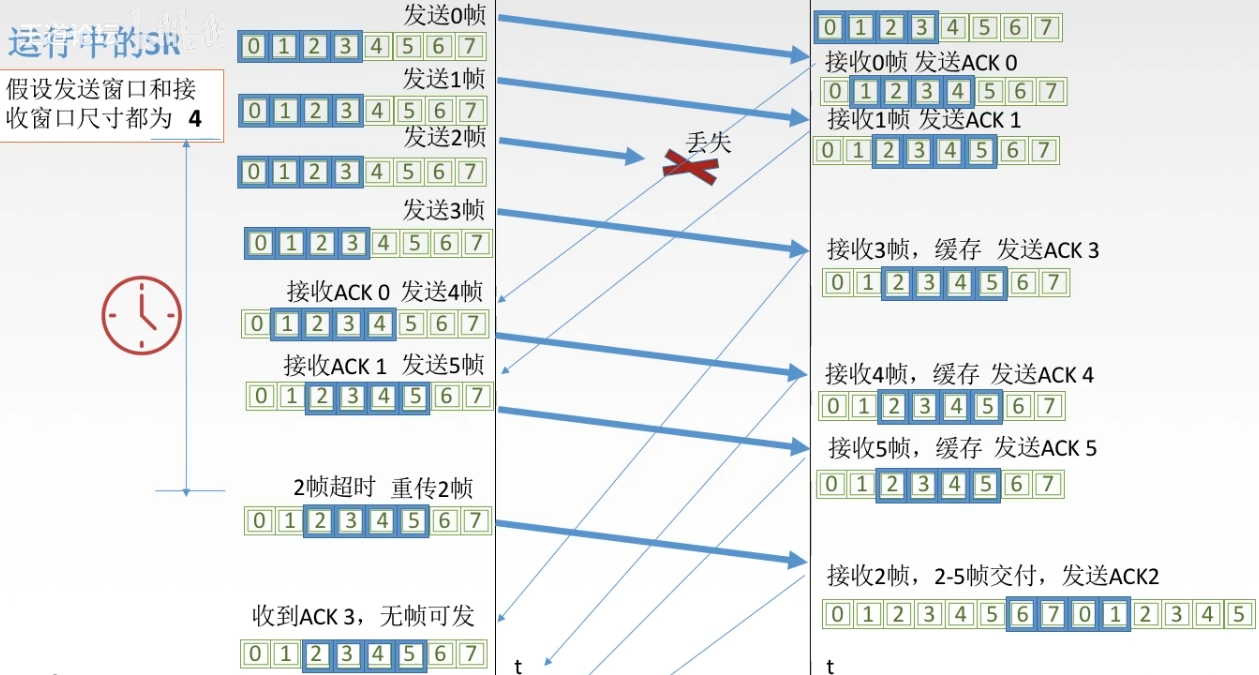 运行中的SR
假设发送窗口和接
收窗口尺寸都为 4
发送0帧
0 1 2 3 4 5 6 7
发送1帧
0 1 2 3 4 5 6 7
发送2帧
0 1 2 3 4 5 6 7
发送3帧
0 1 2 3 4 5 6 7
接收ACK 0 发送4帧
0 1 2 3 4 5 6 7
接收ACK 1 发送5帧
0 1 2 3 4 5 6 7
2帧超时 重传2帧
0 1 2 3 4 5 6 7
收到ACK 3，无帧可发
0 1 2 3 4 5 6 7
丢失
t
0 1 2 3 4 5 6 7
接收0帧 发送ACK 0
0 1 2 3 4 5 6 7
接收1帧 发送ACK 1
0 1 2 3 4 5 6 7
接收3帧，缓存 发送ACK 3
0 1 2 3 4 5 6 7
接收4帧，缓存 发送ACK 4
0 1 2 3 4 5 6 7
接收5帧，缓存 发送ACK 5
0 1 2 3 4 5 6 7
接收2帧，2-5帧交付，发送ACK2
0 1 2 3 4 5 6 7 0 1 2 3 4 5
t